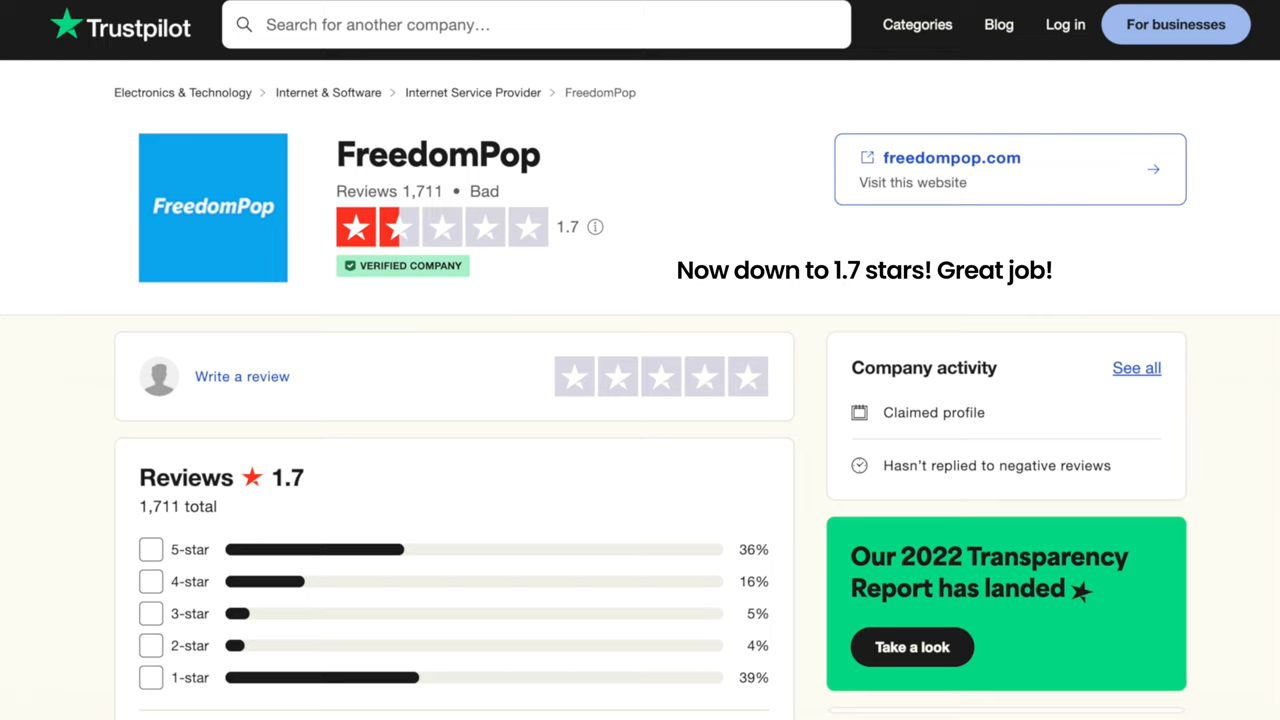 Trustpilot
Search for another company…
Categories
Blog
Log in
For businesses
Electronics & Technology > Internet & Software > Internet Service Provider > FreedomPop
FreedomPop
FreedomPop
Reviews 1,711 • Bad
1.7
VERIFIED COMPANY
freedompop.com
Visit this website
Now down to 1.7 stars! Great job!
Write a review
Reviews ★ 1.7
1,711 total
5-star 36%
4-star 16%
3-star 5%
2-star 4%
1-star 39%
Company activity
See all
Claimed profile
Hasn’t replied to negative reviews
Our 2022 Transparency
Report has landed
Take a look